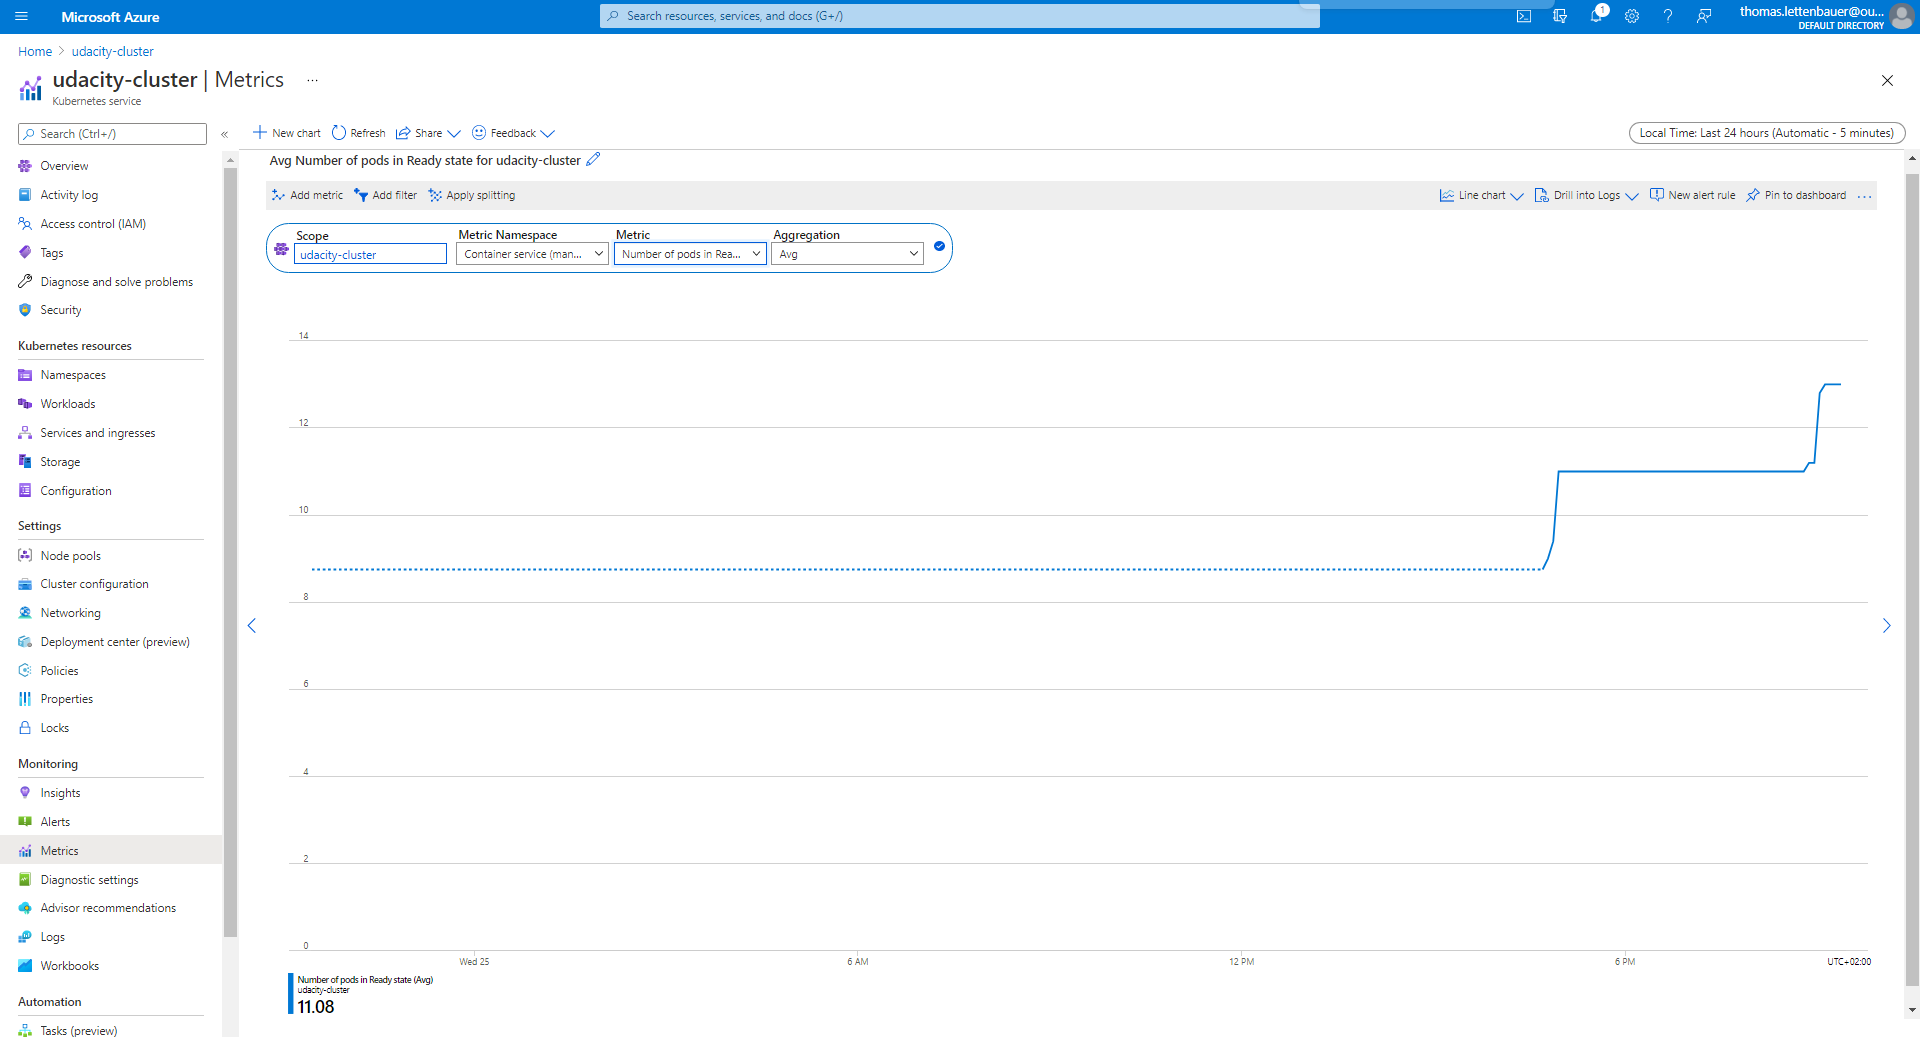 Microsoft Azure
Search resources, services, and docs (G+/)
1
thomas.lettenbauer@ou...
DEFAULT DIRECTORY
Home > udacity-cluster
udacity-cluster | Metrics ...
Kubernetes service
Search (Ctrl+/)
«
Overview
Activity log
Access control (IAM)
Tags
Diagnose and solve problems
Security
Kubernetes resources
Namespaces
Workloads
Services and ingresses
Storage
Configuration
Settings
Node pools
Cluster configuration
Networking
Deployment center (preview)
Policies
Properties
Locks
Monitoring
Insights
Alerts
Metrics
Diagnostic settings
Advisor recommendations
Logs
Workbooks
Automation
Tasks (preview)
New chart Refresh Share Feedback
Local Time: Last 24 hours (Automatic - 5 minutes)
Avg Number of pods in Ready state for udacity-cluster
Add metric Add filter Apply splitting
Line chart Drill into Logs New alert rule Pin to dashboard ...
Scope Metric Namespace Metric Aggregation
udacity-cluster Container service (man... Number of pods in Rea... Avg
14
12
10
8
6
4
2
0
Wed 25 6 AM 12 PM 6 PM UTC+02:00
Number of pods in Ready state (Avg)
udacity-cluster
11.08